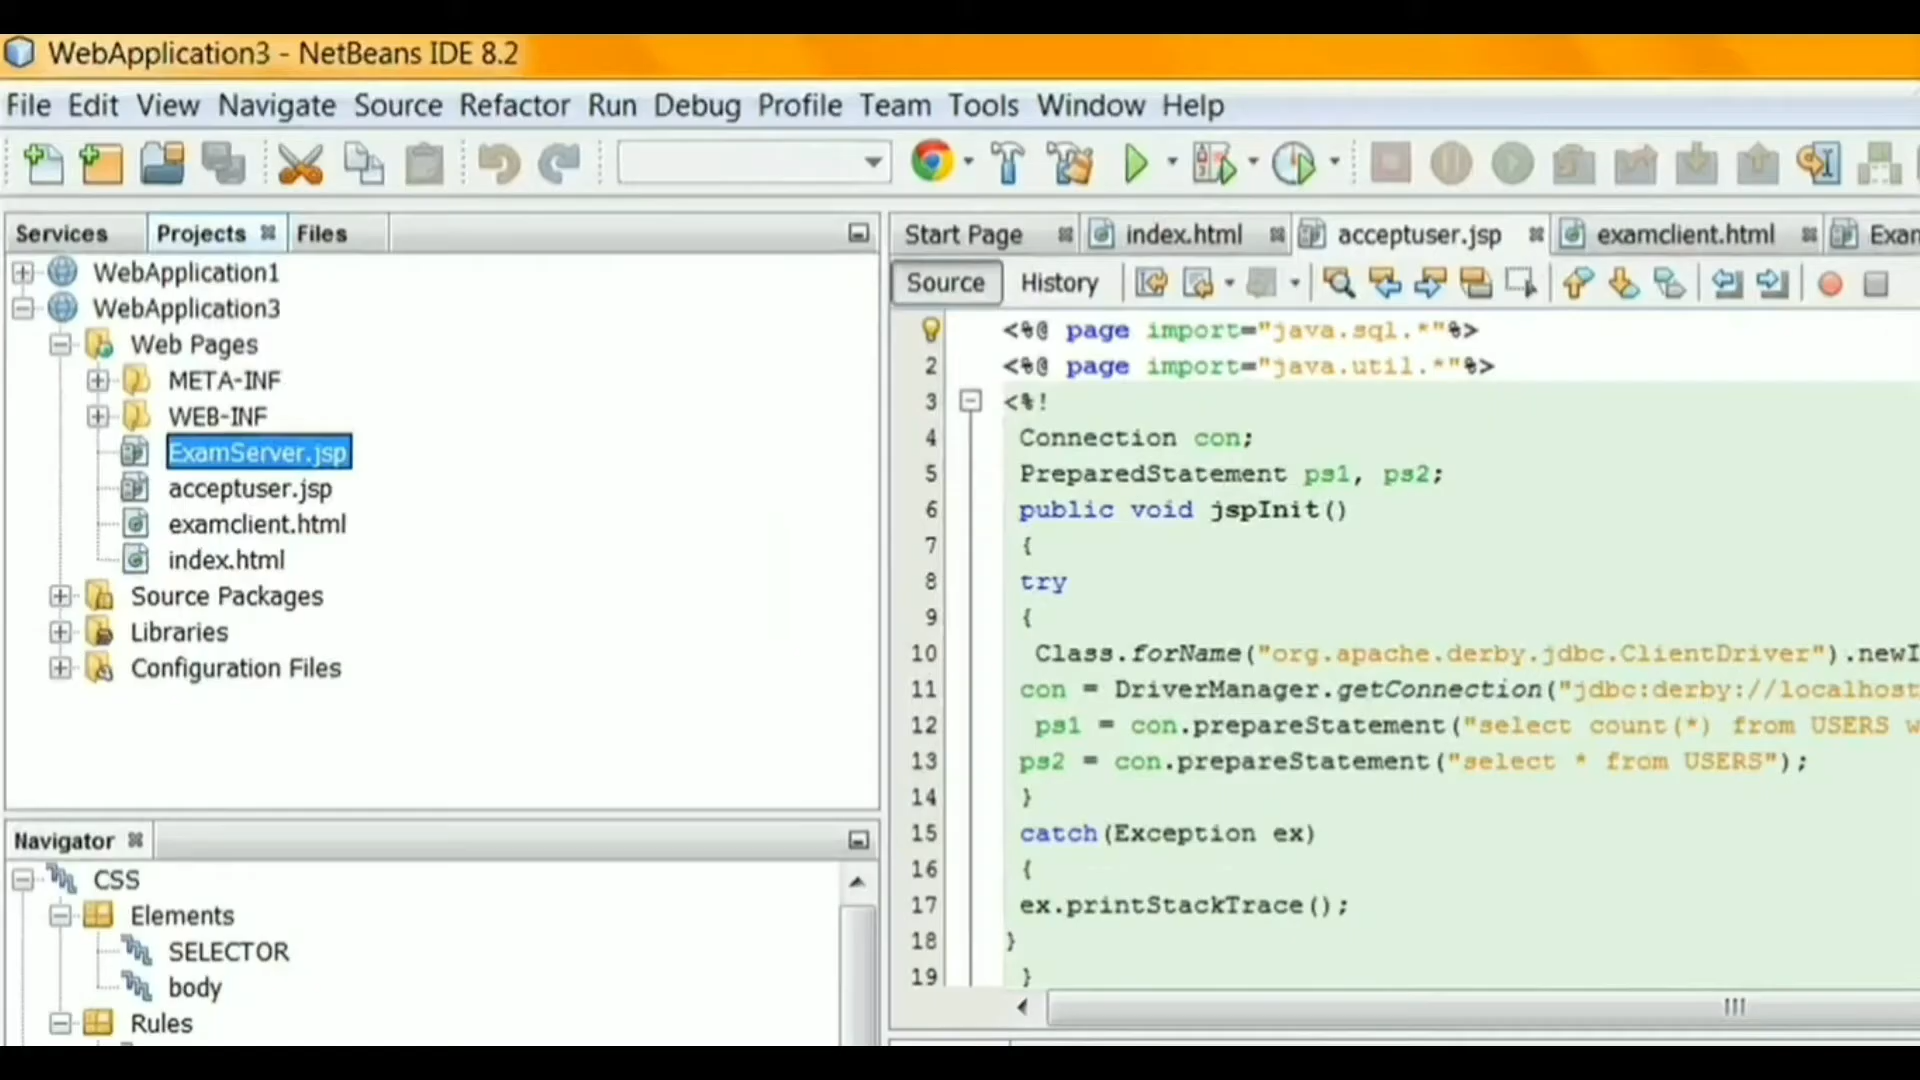 WebApplication3 - NetBeans IDE 8.2
File Edit View Navigate Source Refactor Run Debug Profile Team Tools Window Help
Services Projects Files
WebApplication1
WebApplication3
Web Pages
META-INF
WEB-INF
ExamServer.jsp
acceptuser.jsp
examclient.html
index.html
Source Packages
Libraries
Configuration Files
Navigator
CSS
Elements
SELECTOR
body
Rules
Start Page index.html acceptuser.jsp examclient.html Exam
Source History
<%@ page import="java.sql.*"%>
2 <%@ page import="java.util.*"%>
3 <%!
4 Connection con;
5 PreparedStatement ps1, ps2;
6 public void jspInit()
7 {
8 try
9 {
10 Class.forName("org.apache.derby.jdbc.ClientDriver").newI
11 con = DriverManager.getConnection("jdbc:derby://localhost
12 ps1 = con.prepareStatement("select count(*) from USERS w
13 ps2 = con.prepareStatement("select * from USERS");
14 }
15 catch(Exception ex)
16 {
17 ex.printStackTrace();
18 }
19 }